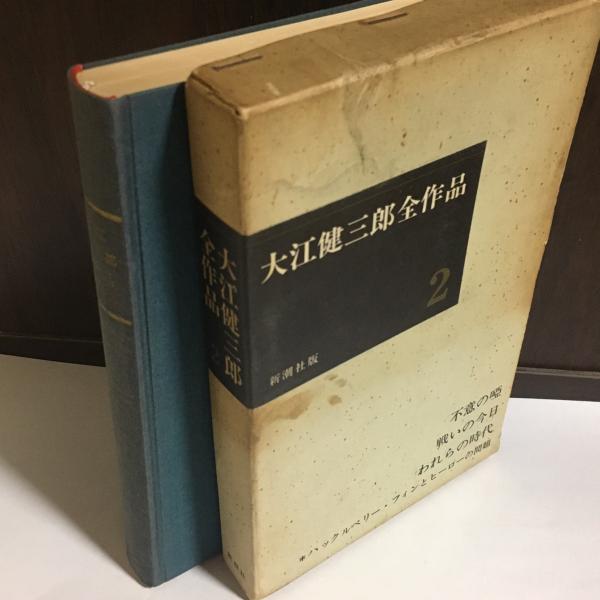 大江健三郎全作品
2
新潮社版
不意の啞
戦いの今日
われらの時代
*ハックルベリー・フィンとヒーローの問題
大江健三郎
全作品
2